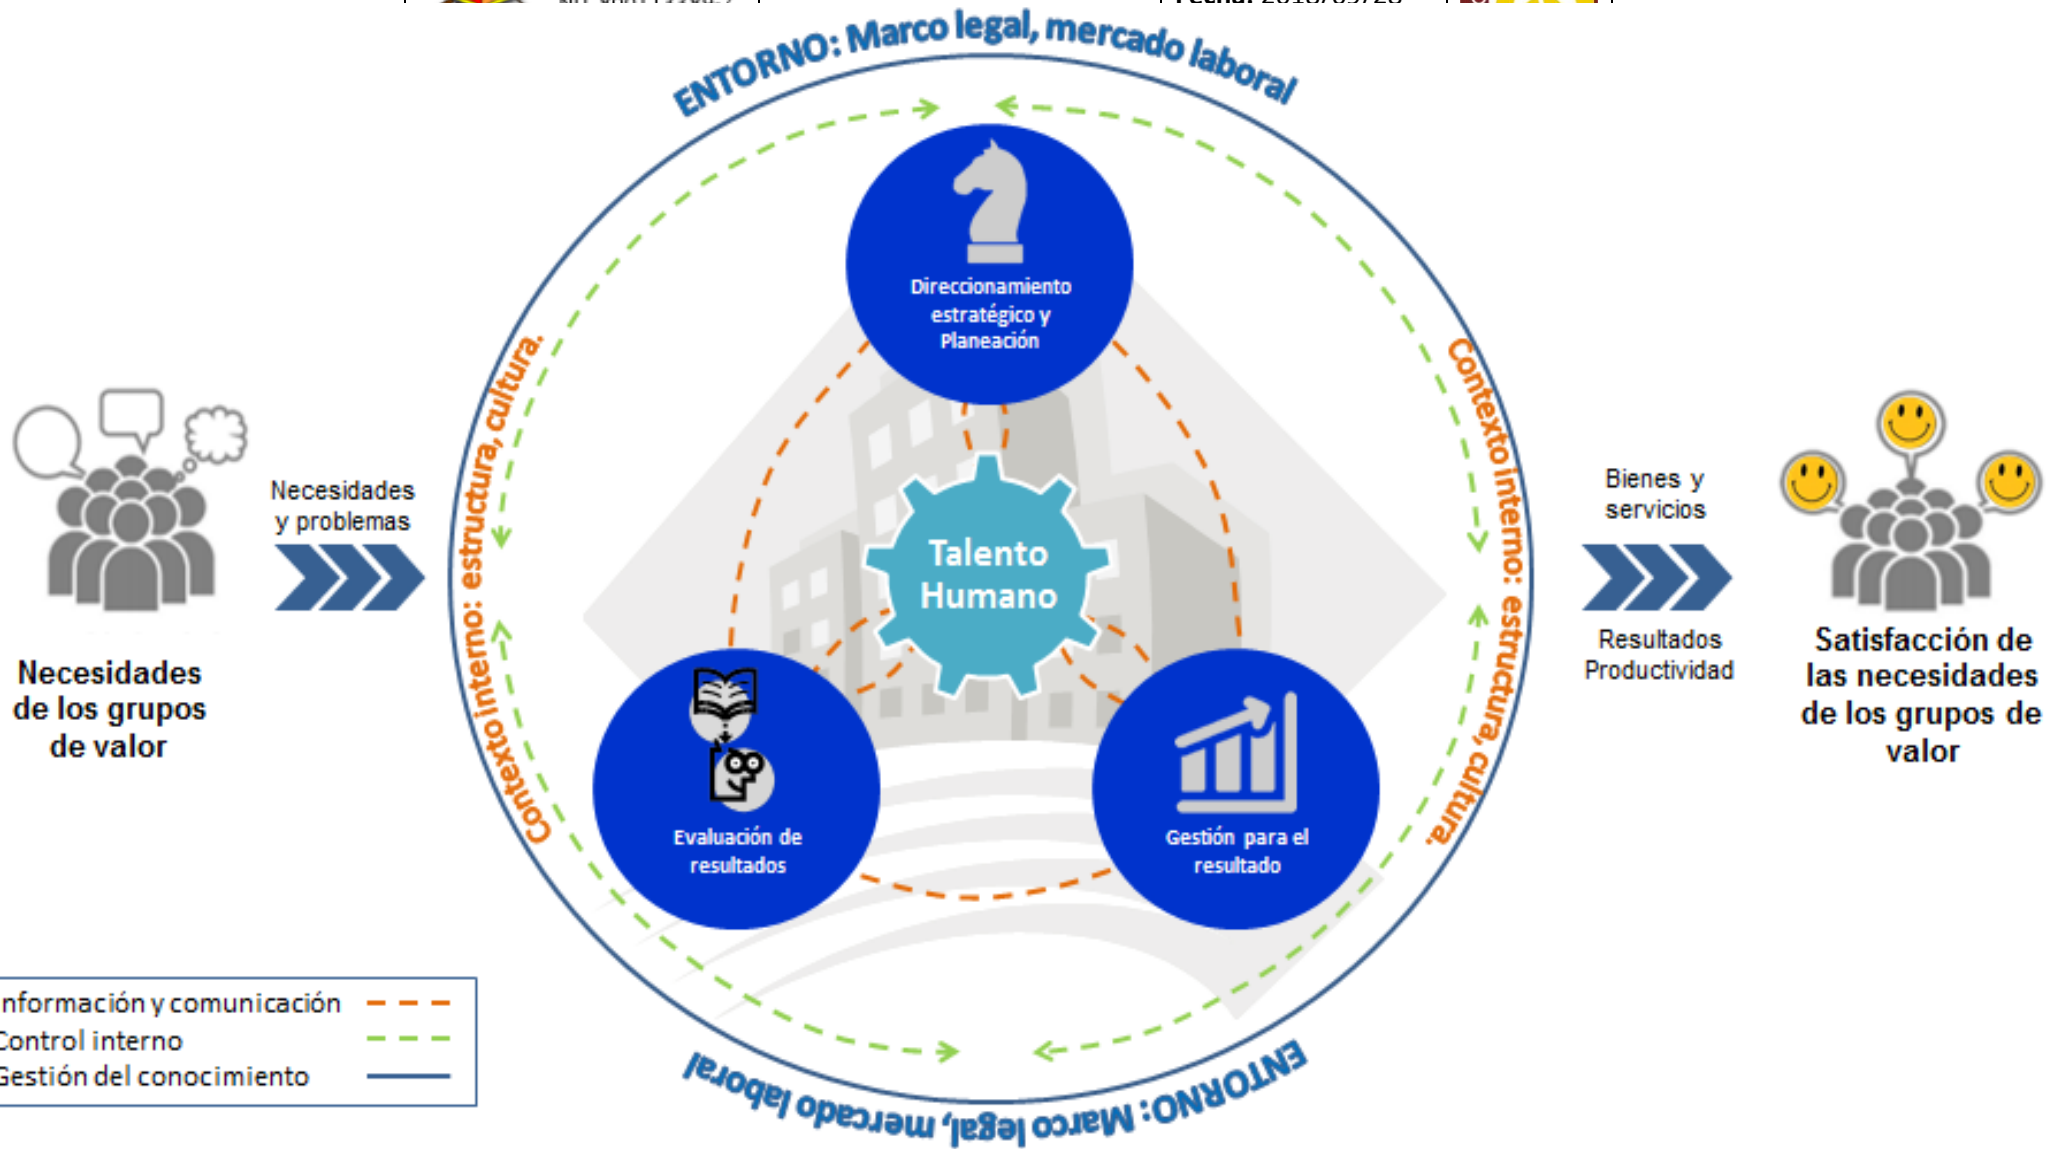 ENTORNO: Marco legal, mercado laboral
Direccionamiento
estratégico y
Planeación
Contexto interno: estructura, cultura.
Contexto interno: estructura, cultura.
Necesidades
y problemas
Necesidades
de los grupos
de valor
Talento
Humano
Bienes y
servicios
Resultados
Productividad
Satisfacción de
las necesidades
de los grupos de
valor
Evaluación de
resultados
Gestión para el
resultado
Información y comunicación
Control interno
Gestión del conocimiento
ENTORNO: Marco legal, mercado laboral